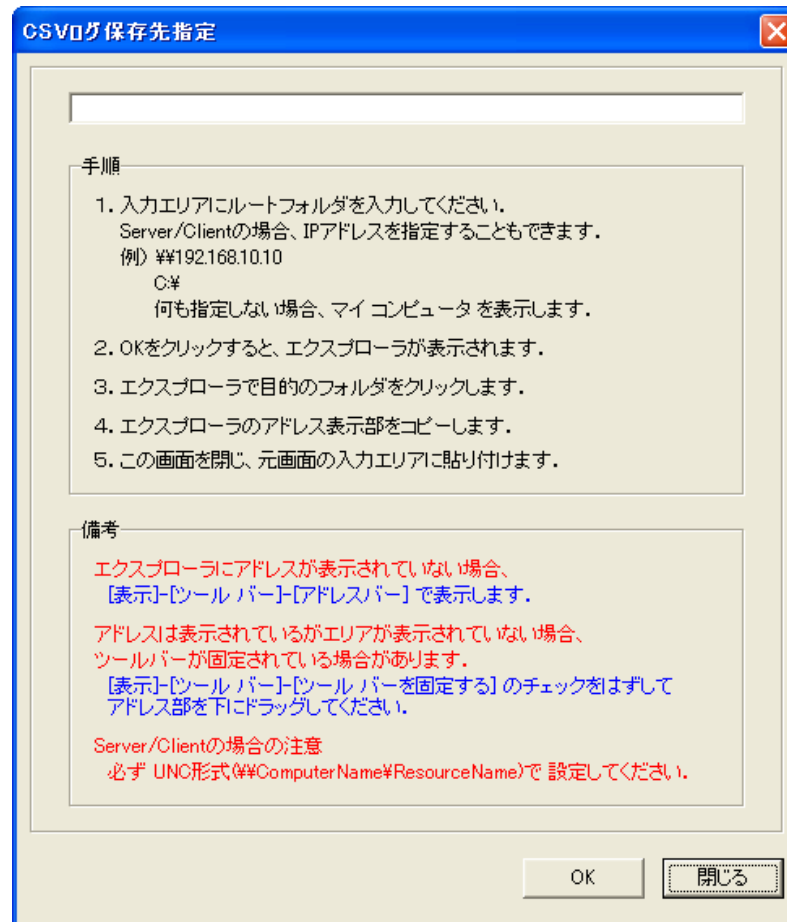 CSVログ保存先指定
手順
1. 入力エリアにルートフォルダを入力してください.
Server/Clientの場合、IPアドレスを指定することもできます.
例) ¥¥192.168.10.10
C:¥
何も指定しない場合、マイ コンピュータ を表示します.
2. OKをクリックすると、エクスプローラが表示されます.
3. エクスプローラで目的のフォルダをクリックします.
4. エクスプローラのアドレス表示部をコピーします.
5. この画面を閉じ、元画面の入力エリアに貼り付けます.
備考
エクスプローラにアドレスが表示されていない場合、
[表示]-[ツール バー]-[アドレスバー] で表示します.
アドレスは表示されているがエリアが表示されていない場合、
ツールバーが固定されている場合があります.
[表示]-[ツール バー]-[ツール バーを固定する] のチェックをはずして
アドレス部を下にドラッグしてください.
Server/Clientの場合の注意
必ず UNC形式(¥¥ComputerName¥ResourceName)で 設定してください.
OK
閉じる